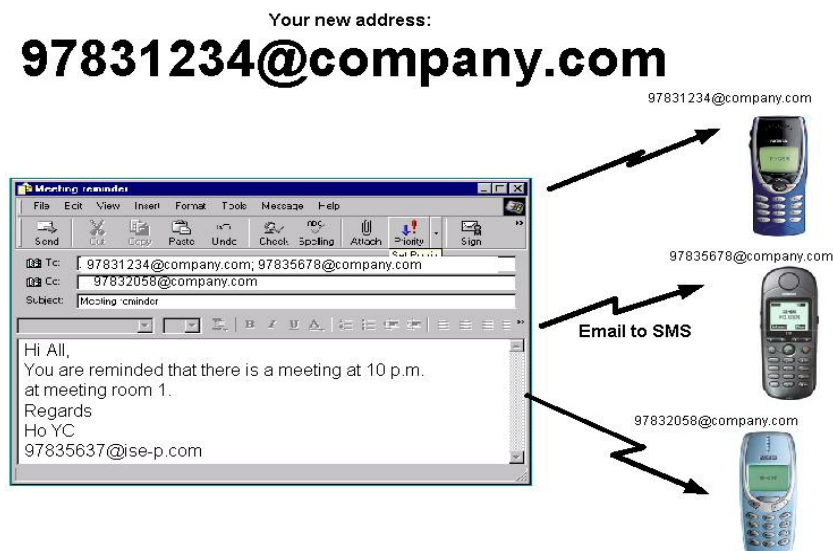 Your new address:
97831234@company.com
97831234@company.com
Meeting reminder
File Edit View Insert Format Tools Message Help
Send Cut Copy Paste Undo Check Spelling Attach Priority Sign
To: 97831234@company.com; 97835678@company.com
Cc: 97832058@company.com
Subject: Meeting reminder
B I U A
Hi All,
You are reminded that there is a meeting at 10 p.m.
at meeting room 1.
Regards
Ho YC
97835637@ise-p.com
97835678@company.com
Email to SMS
97832058@company.com